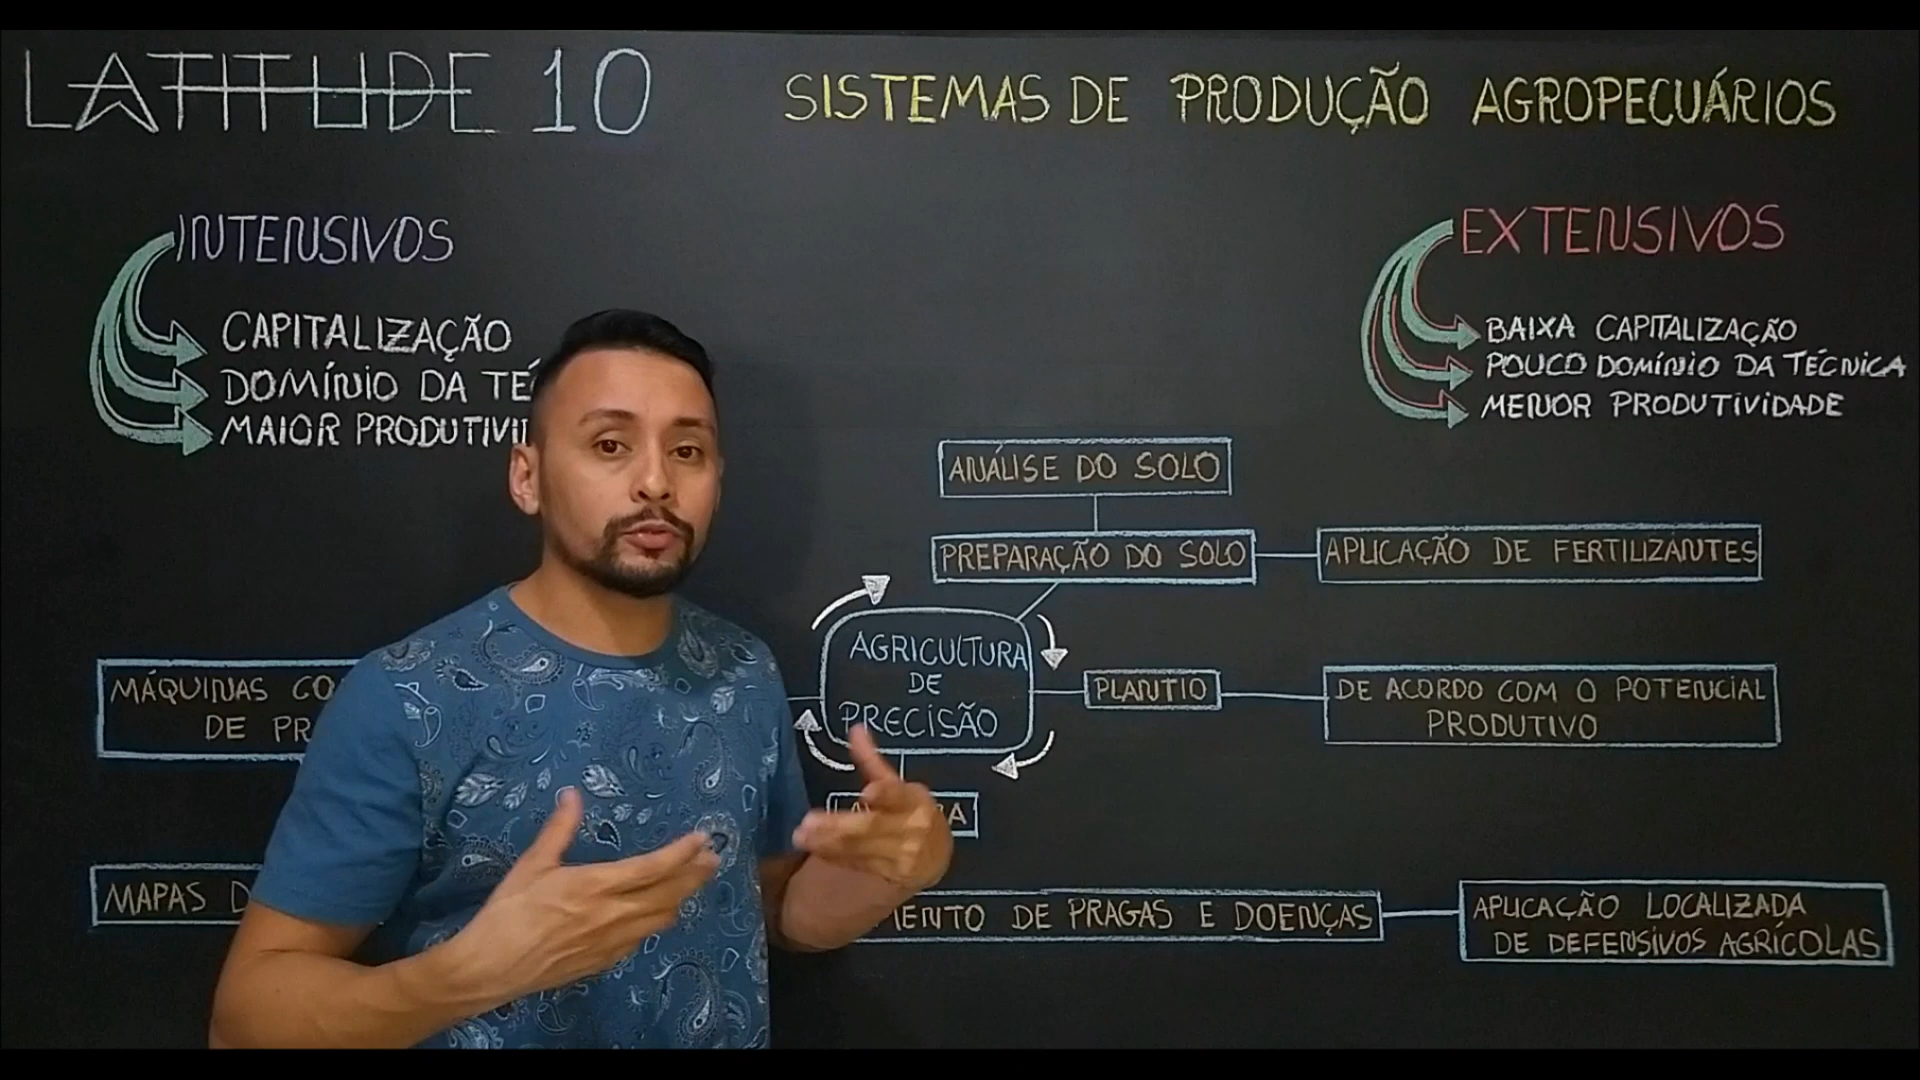 LATITUDE 10
SISTEMAS DE PRODUÇÃO AGROPECUÁRIOS
INTENSIVOS
CAPITALIZAÇÃO
DOMÍNIO DA
MAIOR
EXTENSIVOS
BAIXA CAPITALIZAÇÃO
POUCO DOMÍNIO DA TÉCNICA
MENOR PRODUTIVIDADE
ANÁLISE DO SOLO
PREPARAÇÃO DO SOLO
APLICAÇÃO DE FERTILIZANTES
AGRICULTURA
DE
PRECISÃO
PLANTIO
DE ACORDO COM O POTENCIAL
PRODUTIVO
MÁQUINAS
DE
MAPAS
DE PRAGAS E DOENÇAS
APLICAÇÃO LOCALIZADA
DE DEFENSIVOS AGRÍCOLAS